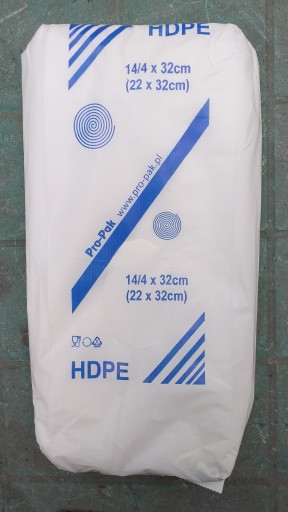 HDPE
14/4 x 32cm
(22 x 32cm)
Pro-Pak www.pro-pak.pl
14/4 x 32cm
(22 x 32cm)
HDPE